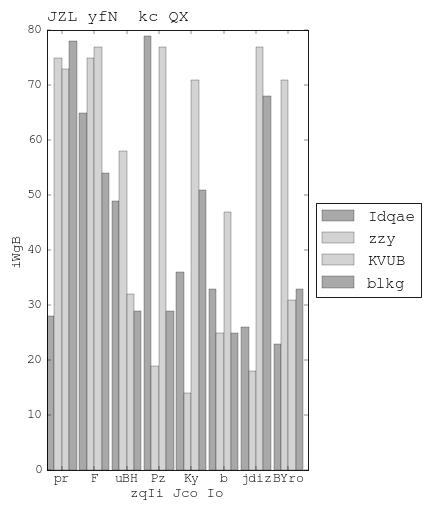 JZL yfN  kc QX
80
70
60
50
40
30
20
10
0
iWgB
pr F uBH Pz Ky b jdiz BYro
zqIi Jco Io
Idqae
zzy
KVUB
blkg